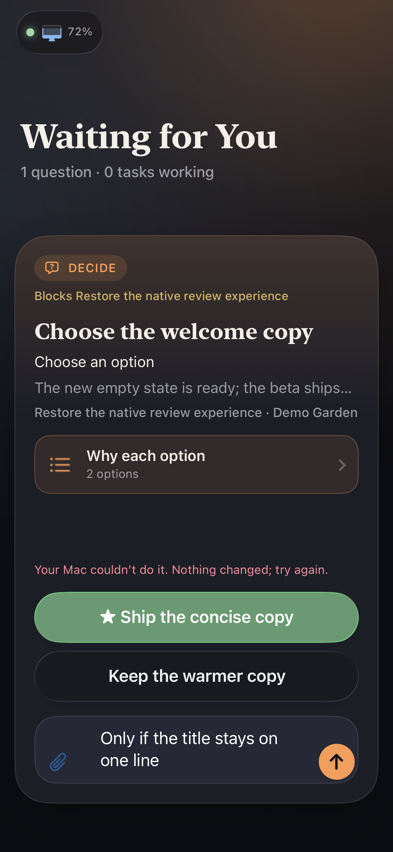 72%
Waiting for You
1 question · 0 tasks working
DECIDE
Blocks Restore the native review experience
Choose the welcome copy
Choose an option
The new empty state is ready; the beta ships...
Restore the native review experience · Demo Garden
Why each option
2 options
Your Mac couldn't do it. Nothing changed; try again.
★ Ship the concise copy
Keep the warmer copy
Only if the title stays on
one line